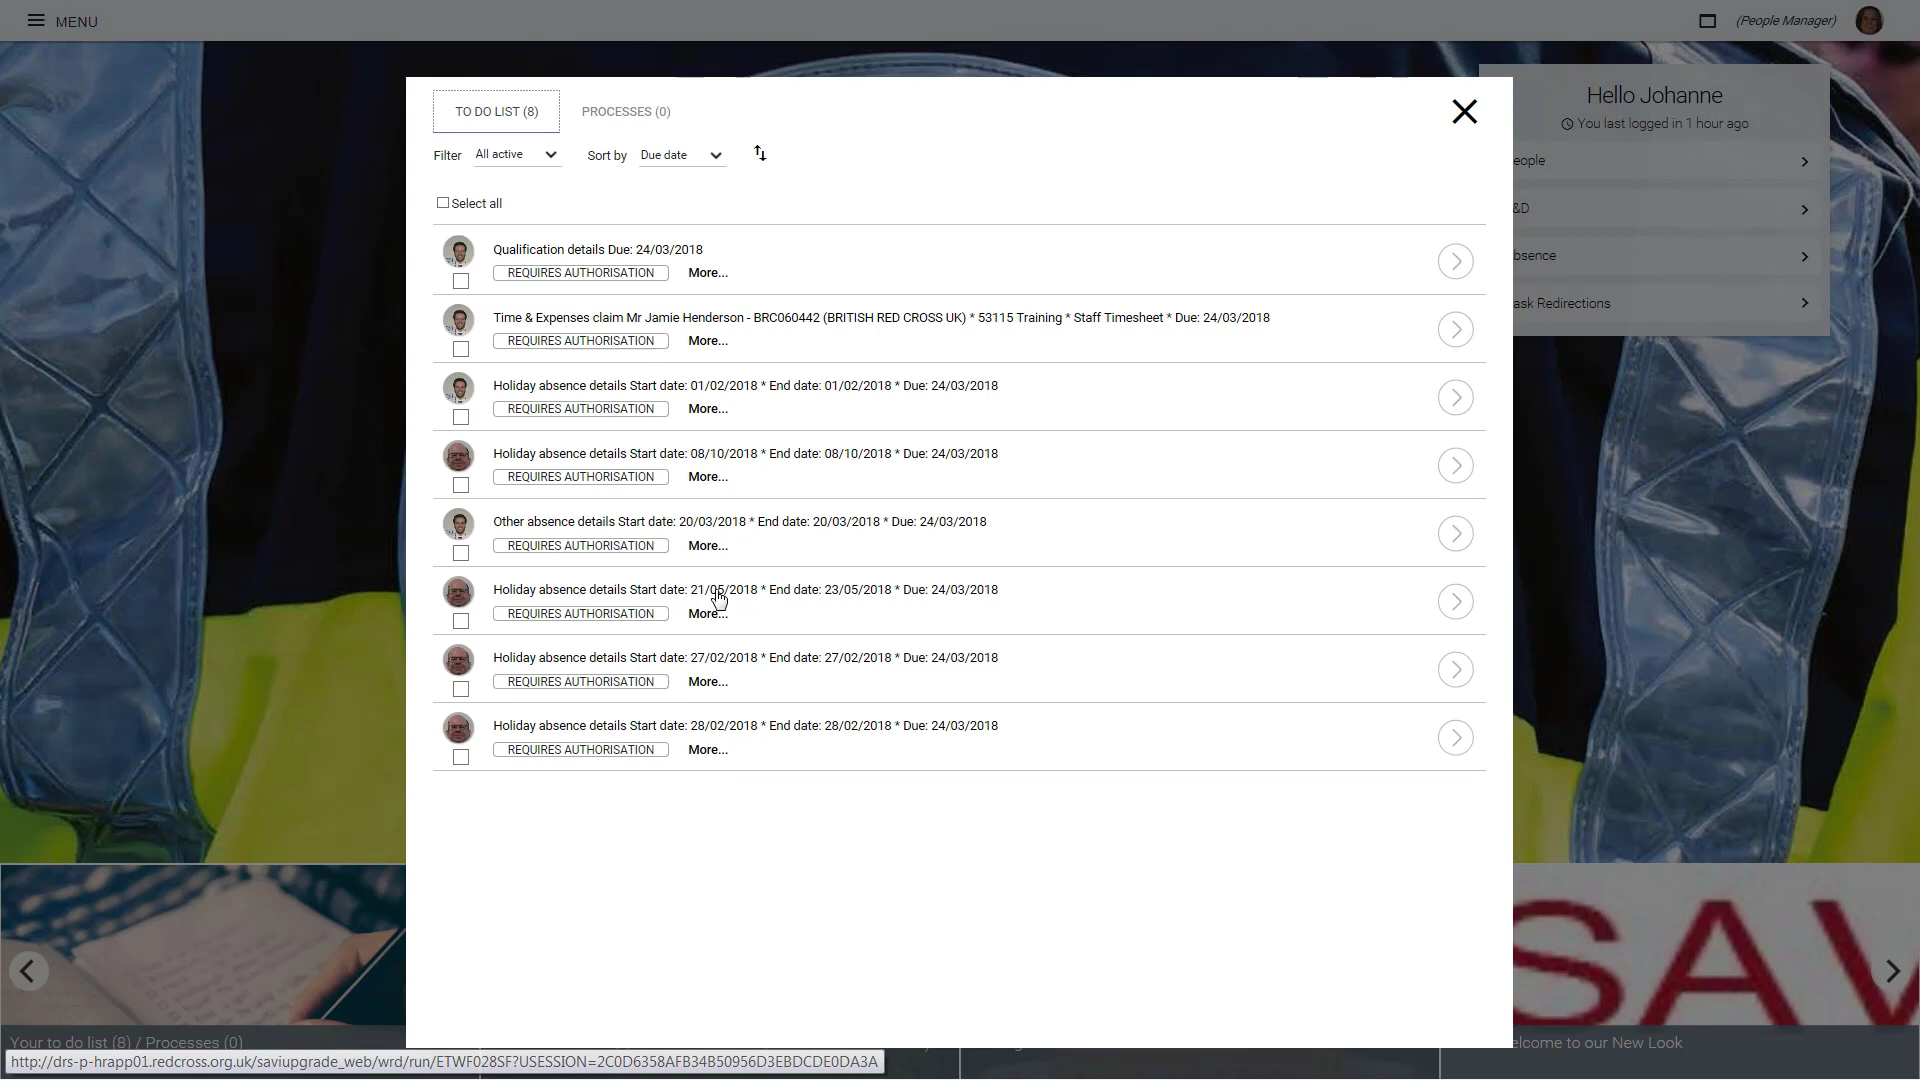 MENU
(People Manager)
TO DO LIST (8)
PROCESSES (0)
Hello Johanne
You last logged in 1 hour ago
Filter All active Sort by Due date
eople
Select all
&D
Qualification details Due: 24/03/2018
REQUIRES AUTHORISATION More...
bsence
ask Redirections
Time & Expenses claim Mr Jamie Henderson - BRC060442 (BRITISH RED CROSS UK) * 53115 Training * Staff Timesheet * Due: 24/03/2018
REQUIRES AUTHORISATION More...
Holiday absence details Start date: 01/02/2018 * End date: 01/02/2018 * Due: 24/03/2018
REQUIRES AUTHORISATION More...
Holiday absence details Start date: 08/10/2018 * End date: 08/10/2018 * Due: 24/03/2018
REQUIRES AUTHORISATION More...
Other absence details Start date: 20/03/2018 * End date: 20/03/2018 * Due: 24/03/2018
REQUIRES AUTHORISATION More...
Holiday absence details Start date: 21/05/2018 * End date: 23/05/2018 * Due: 24/03/2018
REQUIRES AUTHORISATION More...
Holiday absence details Start date: 27/02/2018 * End date: 27/02/2018 * Due: 24/03/2018
REQUIRES AUTHORISATION More...
Holiday absence details Start date: 28/02/2018 * End date: 28/02/2018 * Due: 24/03/2018
REQUIRES AUTHORISATION More...
SAV
Your to do list (8) / Processes (0)
elcome to our New Look
http://drs-p-hrapp01.redcross.org.uk/saviupgrade_web/wrd/run/ETWF028SF?USESSION=2C0D6358AFB34B50956D3EBDCDE0DA3A